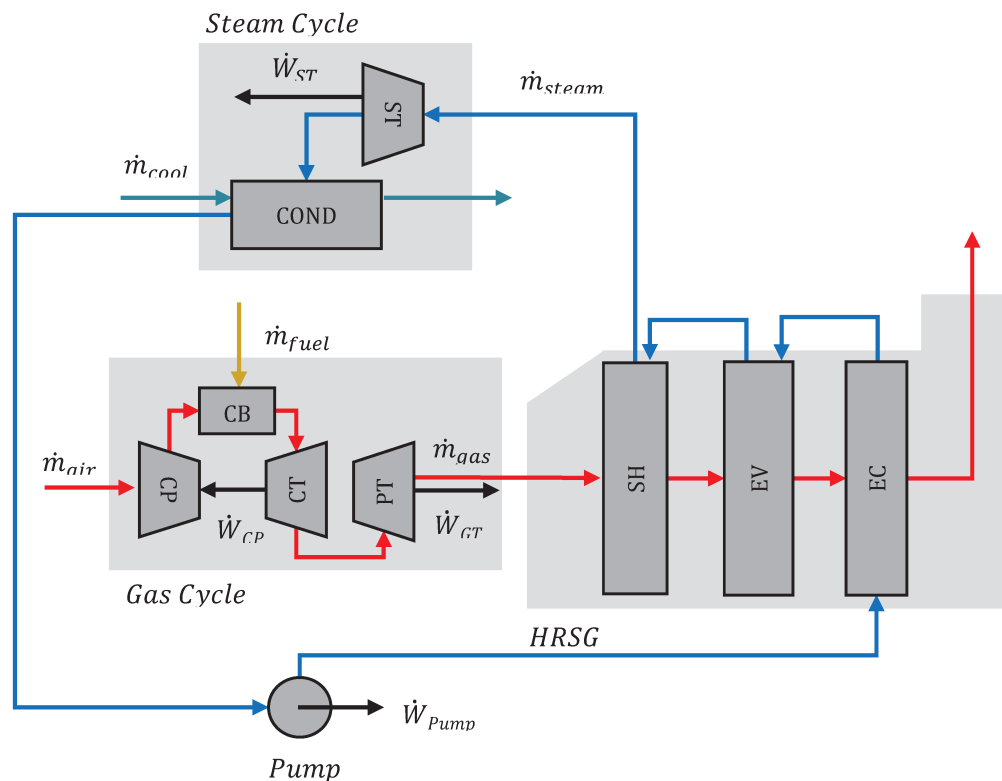 Steam Cycle
Ẇ_ST
ST
ṁ_steam
ṁ_cool
COND
ṁ_fuel
CB
ṁ_air
CP
CT
PT
ṁ_gas
SH
EV
EC
Ẇ_CP
Ẇ_GT
Gas Cycle
HRSG
Ẇ_Pump
Pump